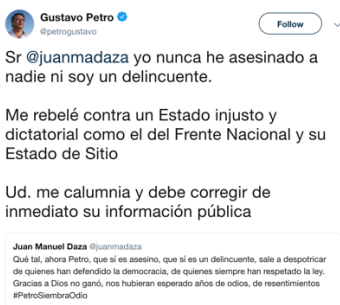 Gustavo Petro
@petrogustavo
Follow
Sr @juanmadaza yo nunca he asesinado a
nadie ni soy un delincuente.
Me rebelé contra un Estado injusto y
dictatorial como el del Frente Nacional y su
Estado de Sitio
Ud. me calumnia y debe corregir de
inmediato su información pública
Juan Manuel Daza @juanmadaza
Qué tal, ahora Petro, que sí es asesino, que sí es un delincuente, sale a despotricar
de quienes han defendido la democracia, de quienes siempre han respetado la ley.
Gracias a Dios no ganó, nos hubieran esperado años de odios, de resentimientos
#PetroSiembraOdio